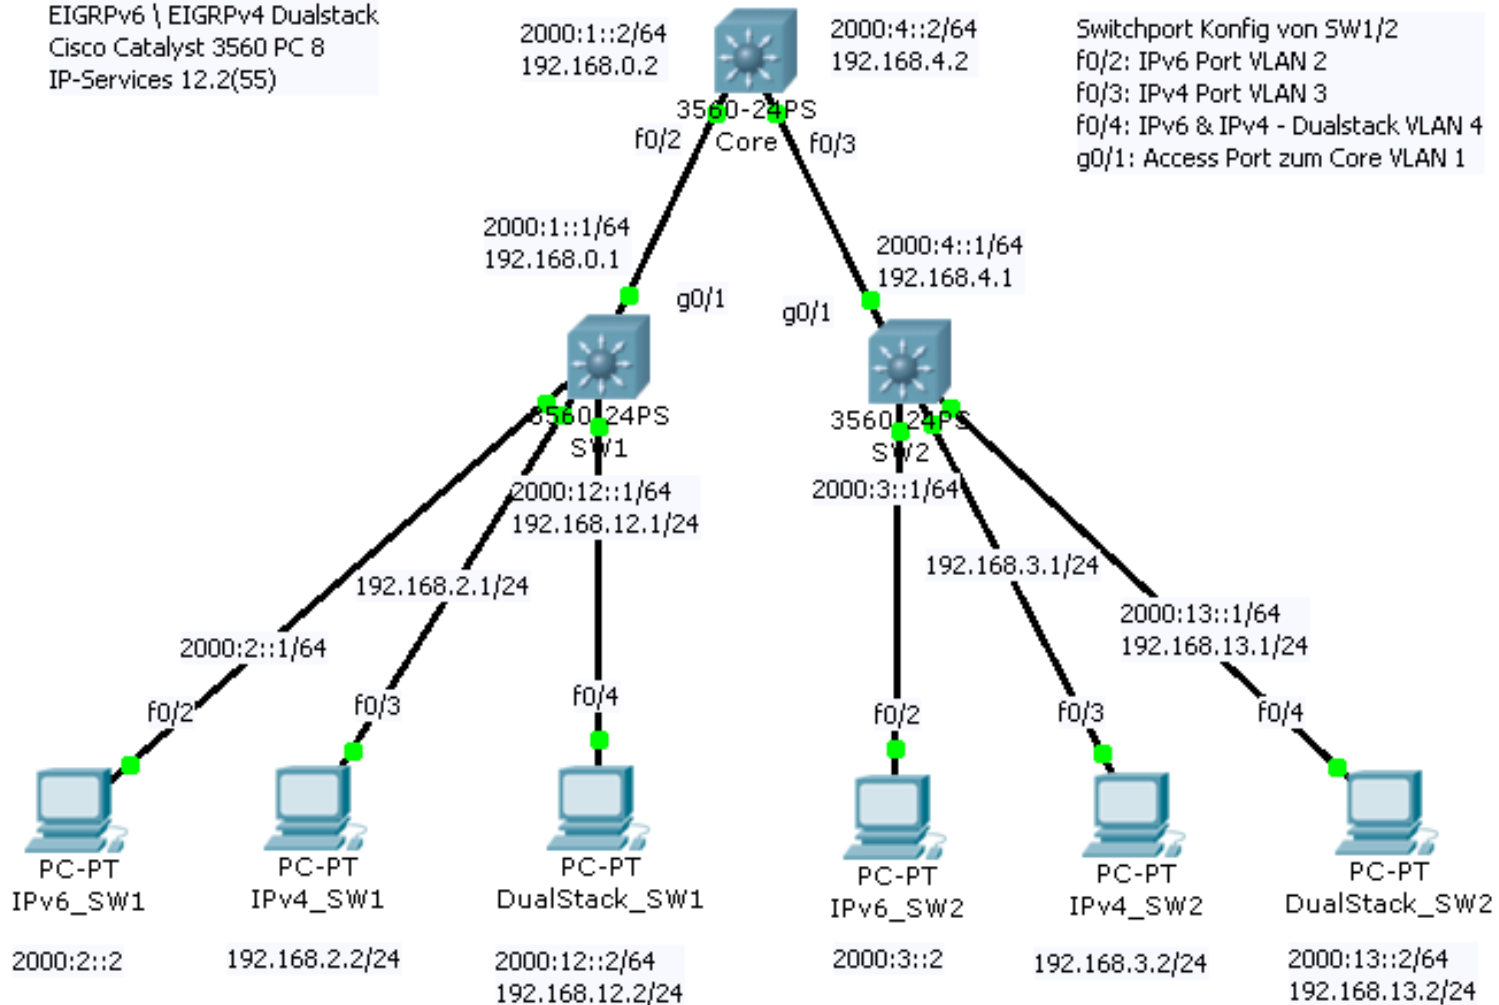 EIGRPv6 \ EIGRPv4 Dualstack
Cisco Catalyst 3560 PC 8
IP-Services 12.2(55)
2000:1::2/64
192.168.0.2
2000:4::2/64
192.168.4.2
Switchport Konfig von SW1/2
f0/2: IPv6 Port VLAN 2
f0/3: IPv4 Port VLAN 3
f0/4: IPv6 & IPv4 - Dualstack VLAN 4
g0/1: Access Port zum Core VLAN 1
3560-24PS
Core
f0/2
f0/3
2000:1::1/64
192.168.0.1
2000:4::1/64
192.168.4.1
g0/1
g0/1
3560-24PS
SW1
3560-24PS
SW2
2000:12::1/64
192.168.12.1/24
2000:3::1/64
192.168.2.1/24
192.168.3.1/24
2000:2::1/64
2000:13::1/64
192.168.13.1/24
f0/2
f0/3
f0/4
f0/2
f0/3
f0/4
PC-PT
IPv6_SW1
PC-PT
IPv4_SW1
PC-PT
DualStack_SW1
PC-PT
IPv6_SW2
PC-PT
IPv4_SW2
PC-PT
DualStack_SW2
2000:2::2
192.168.2.2/24
2000:12::2/64
192.168.12.2/24
2000:3::2
192.168.3.2/24
2000:13::2/64
192.168.13.2/24